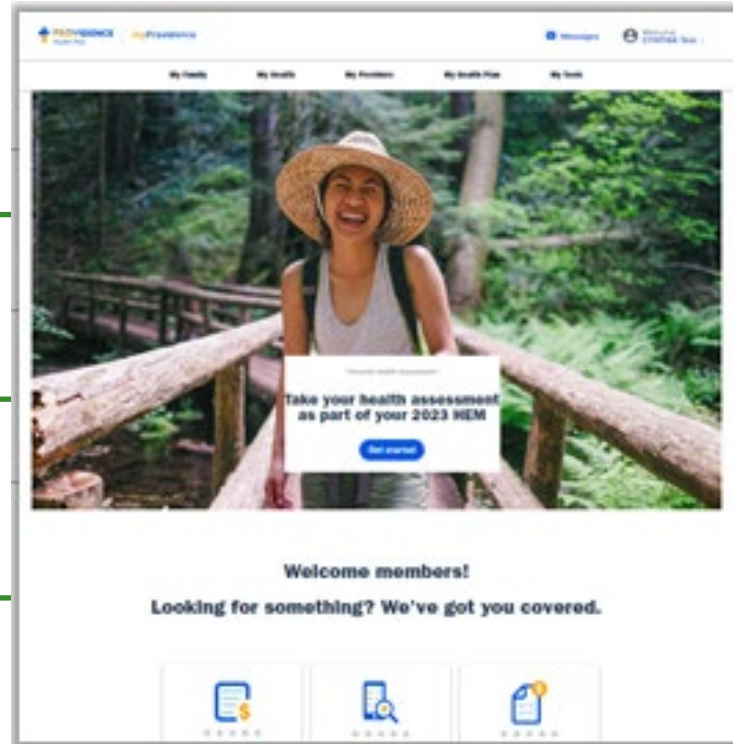 PROVIDENCE
Health Plan
myProvidence
Messages
Welcome
My Family
My Health
My Providers
My Health Plan
My Tools
Take your health assessment
as part of your 2023 HEM
Get started
Welcome members!
Looking for something? We've got you covered.
$
$